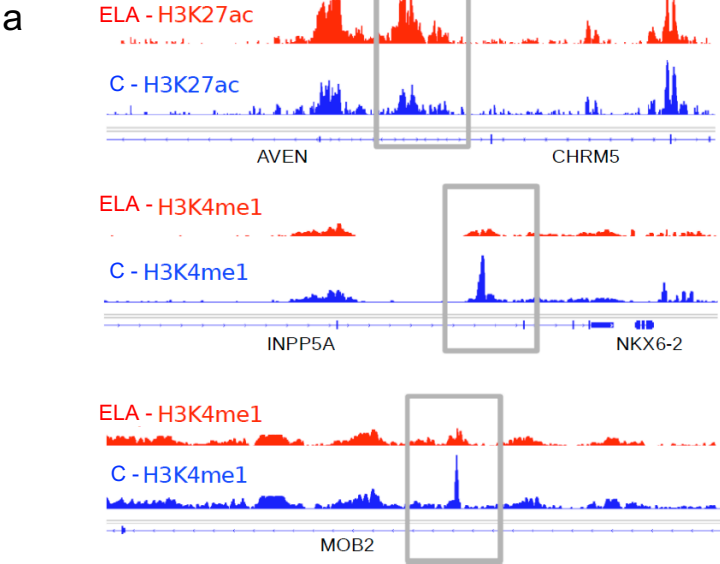 a
ELA - H3K27ac
C - H3K27ac
AVEN CHRM5
ELA - H3K4me1
C - H3K4me1
INPP5A NKX6-2
ELA - H3K4me1
C - H3K4me1
MOB2